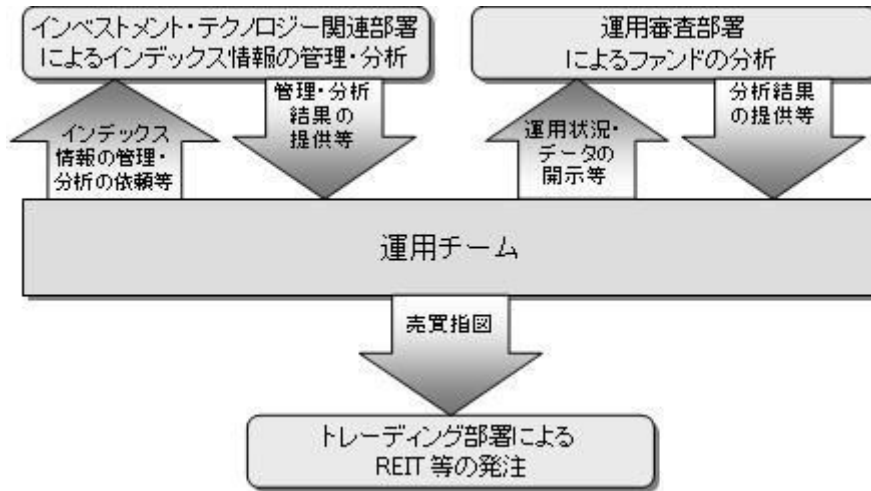 インベストメント・テクノロジー関連部署
によるインデックス情報の管理・分析
運用審査部署
によるファンドの分析
インデックス
情報の管理・
分析の依頼等
管理・分析
結果の
提供等
運用状況・
データの
開示等
分析結果
の提供等
運用チーム
売買指図
トレーディング部署による
REIT 等の発注